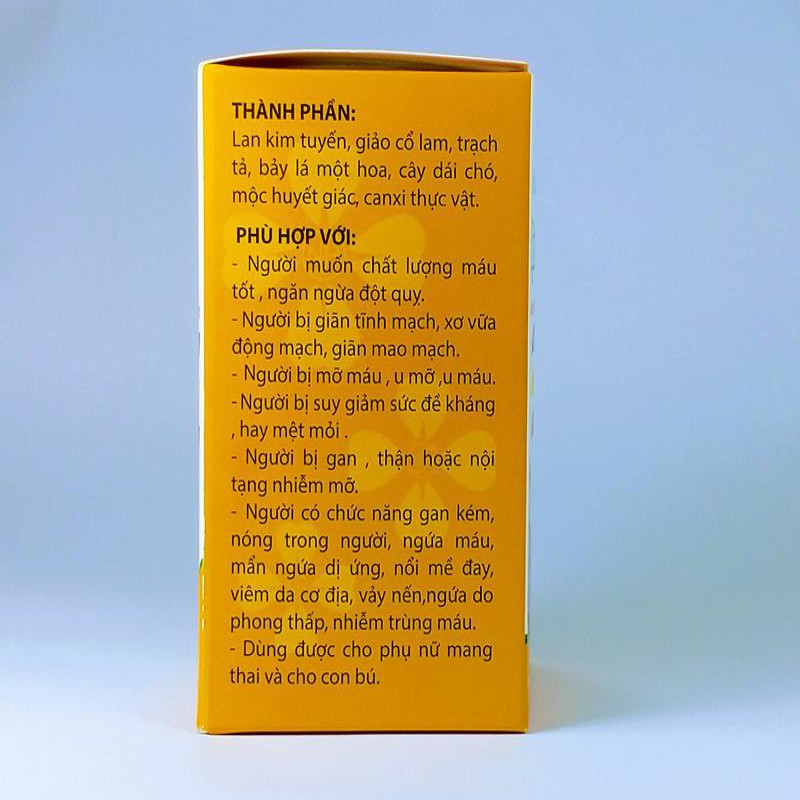 THÀNH PHẦN:
Lan kim tuyến, giảo cổ lam, trạch
tả, bảy lá một hoa, cây dái chó,
mộc huyết giác, canxi thực vật.
PHÙ HỢP VỚI:
- Người muốn chất lượng máu
tốt , ngăn ngừa đột quỵ.
- Người bị giãn tĩnh mạch, xơ vữa
động mạch, giãn mao mạch.
- Người bị mỡ máu , u mỡ ,u máu.
- Người bị suy giảm sức đề kháng
, hay mệt mỏi .
- Người bị gan , thận hoặc nội
tạng nhiễm mỡ.
- Người có chức năng gan kém,
nóng trong người, ngứa máu,
mẩn ngứa dị ứng, nổi mề đay,
viêm da cơ địa, vảy nến,ngứa do
phong thấp, nhiễm trùng máu.
- Dùng được cho phụ nữ mang
thai và cho con bú.